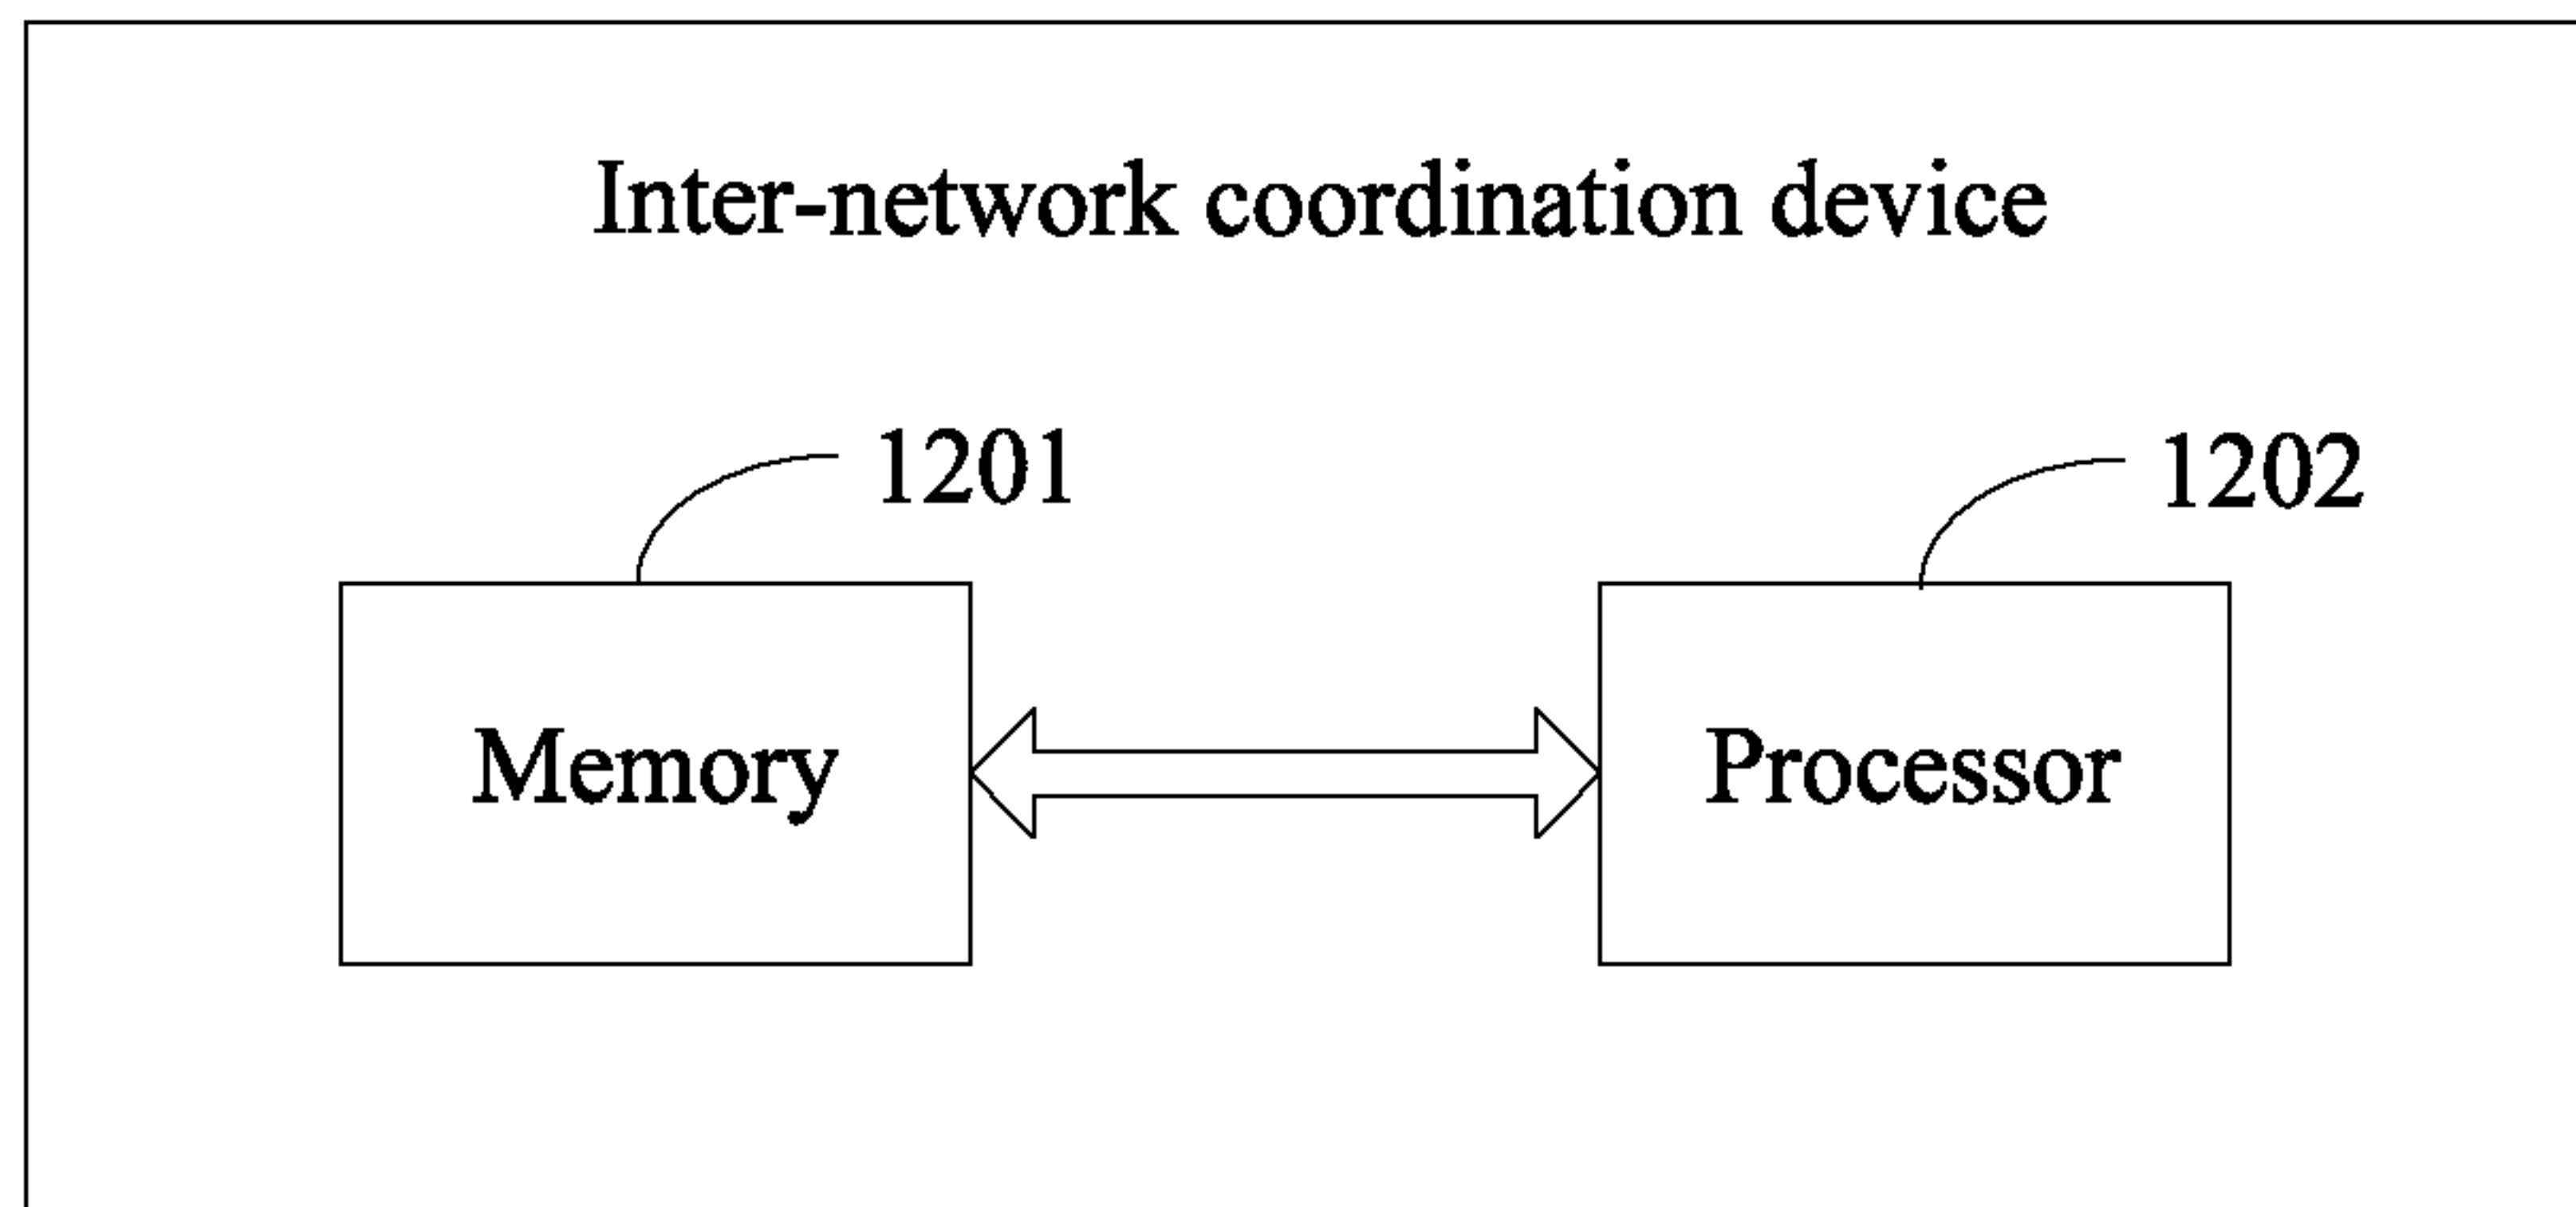 Inter-network coordination device
1201
1202
Memory
Processor